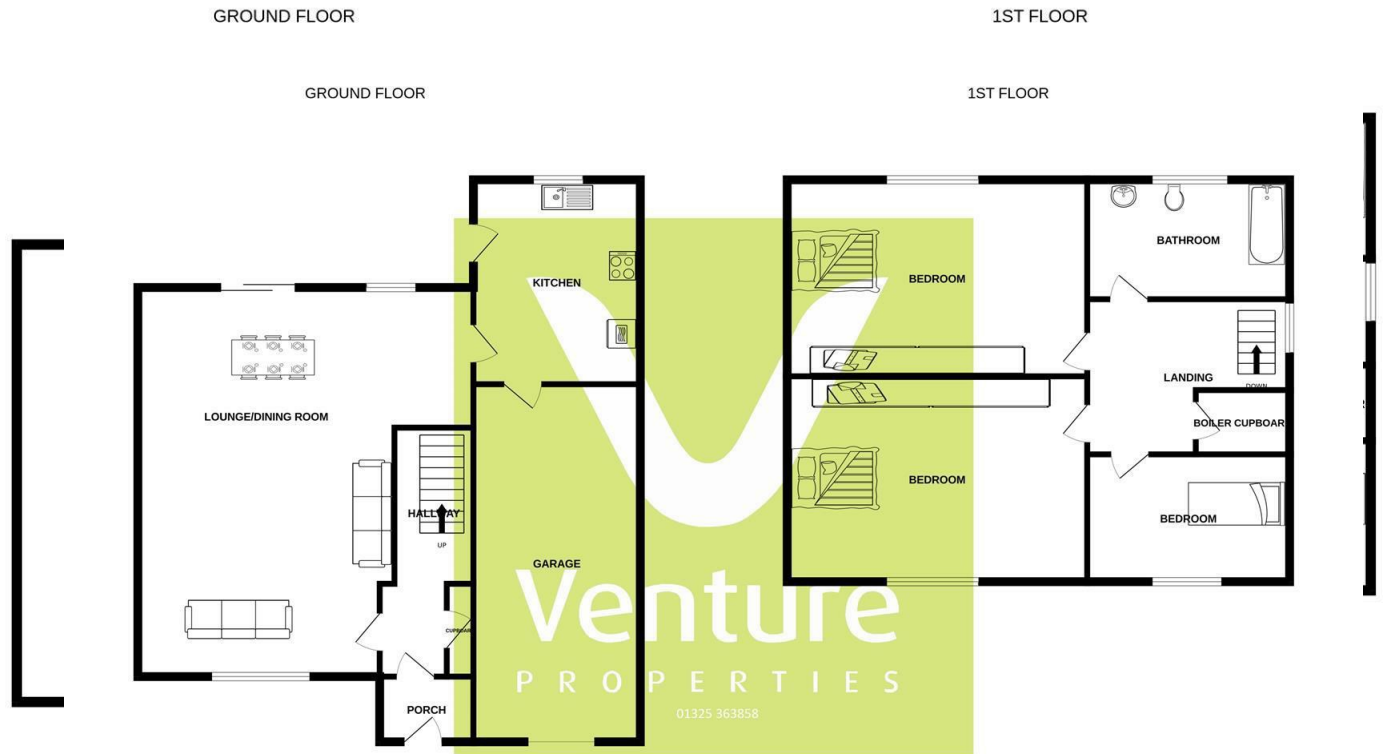 GROUND FLOOR
1ST FLOOR
GROUND FLOOR
1ST FLOOR
KITCHEN
LOUNGE/DINING ROOM
HALLWAY
UP
GARAGE
CUPBOAR
PORCH
BEDROOM
BATHROOM
LANDING
DOWN
BOILER CUPBOAR
BEDROOM
BEDROOM
Venture
PROPERTIES
01325 363858